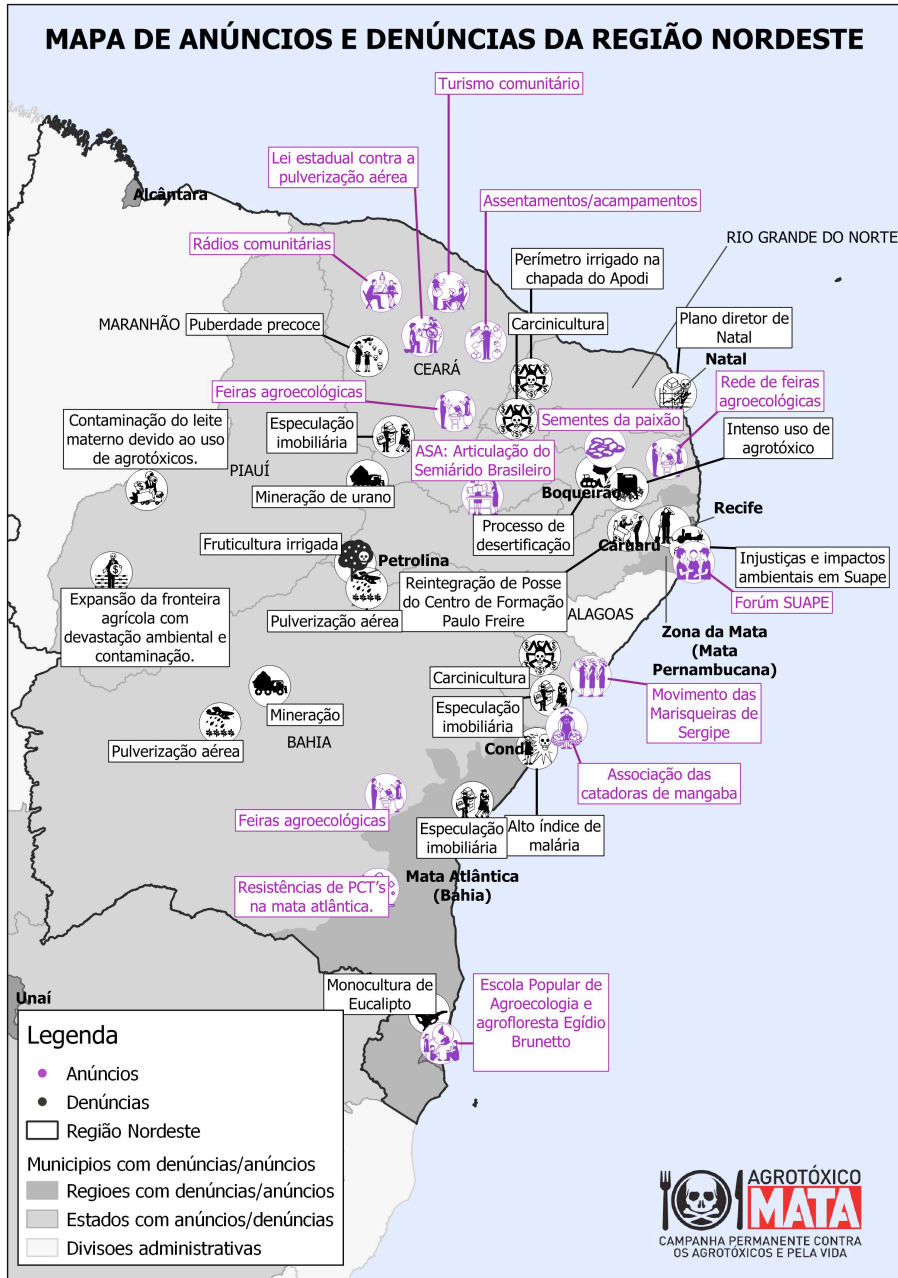 MAPA DE ANÚNCIOS E DENÚNCIAS DA REGIÃO NORDESTE
Turismo comunitário
Lei estadual contra a
pulverização aérea
Alcântara
Assentamentos/acampamentos
Rádios comunitárias
RIO GRANDE DO NORTE
Perímetro irrigado na
chapada do Apodi
MARANHÃO
Puberdade precoce
Carcinicultura
Plano diretor de
Natal
Natal
CEARÁ
Feiras agroecológicas
Rede de feiras
agroecológicas
Contaminação do leite
materno devido ao uso
de agrotóxicos.
Especulação
imobiliária
Sementes da paixão
Intenso uso de
agrotóxico
ASA: Articulação do
Semiárido Brasileiro
PIAUÍ
Mineração de urano
Boqueirão
Processo de
desertificação
Recife
Fruticultura irrigada
Petrolina
Caruaru
Injustiças e impactos
ambientais em Suape
Reintegração de Posse
do Centro de Formação
Paulo Freire
Expansão da fronteira
agrícola com
devastação ambiental e
contaminação.
Pulverização aérea
ALAGOAS
Forúm SUAPE
Zona da Mata
(Mata
Pernambucana)
Carcinicultura
Movimento das
Marisqueiras de
Sergipe
Especulação
imobiliária
Mineração
Pulverização aérea
BAHIA
Conde
Associação das
catadoras de mangaba
Feiras agroecológicas
Especulação
imobiliária
Alto índice de
malária
Mata Atlântica
(Bahia)
Resistências de PCT's
na mata atlântica.
Monocultura de
Eucalipto
Escola Popular de
Agroecologia e
agrofloresta Egídio
Brunetto
Unaí
Legenda
Anúncios
Denúncias
Região Nordeste
Municipios com denúncias/anúncios
Regioes com denúncias/anúncios
Estados com anúncios/denúncias
Divisoes administrativas
AGROTÓXICO
MATA
CAMPANHA PERMANENTE CONTRA
OS AGROTÓXICOS E PELA VIDA